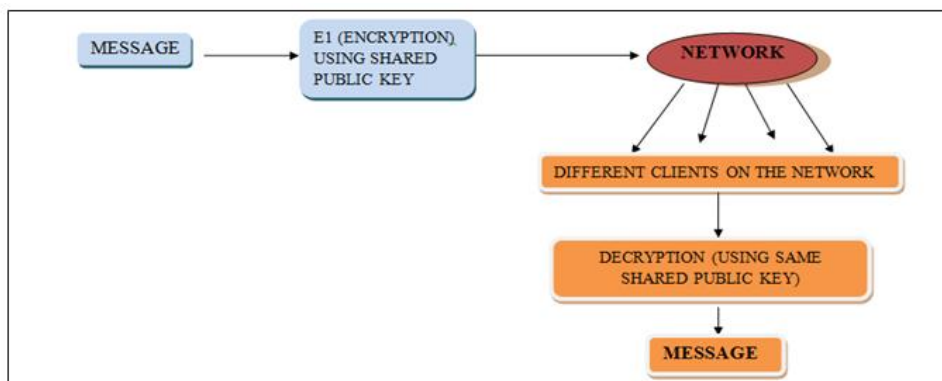 MESSAGE
E1 (ENCRYPTION)
USING SHARED
PUBLIC KEY
NETWORK
DIFFERENT CLIENTS ON THE NETWORK
DECRYPTION (USING SAME
SHARED PUBLIC KEY)
MESSAGE